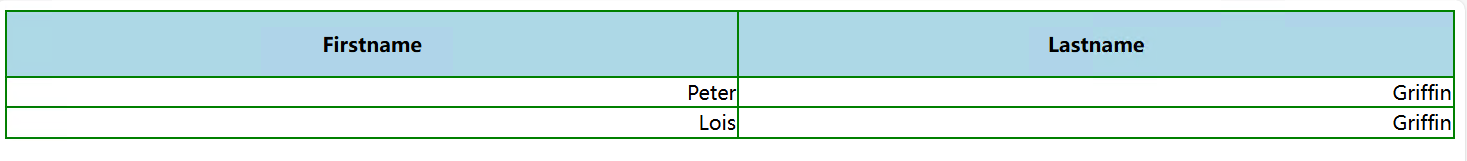 Firstname Lastname
Peter Griffin
Lois Griffin